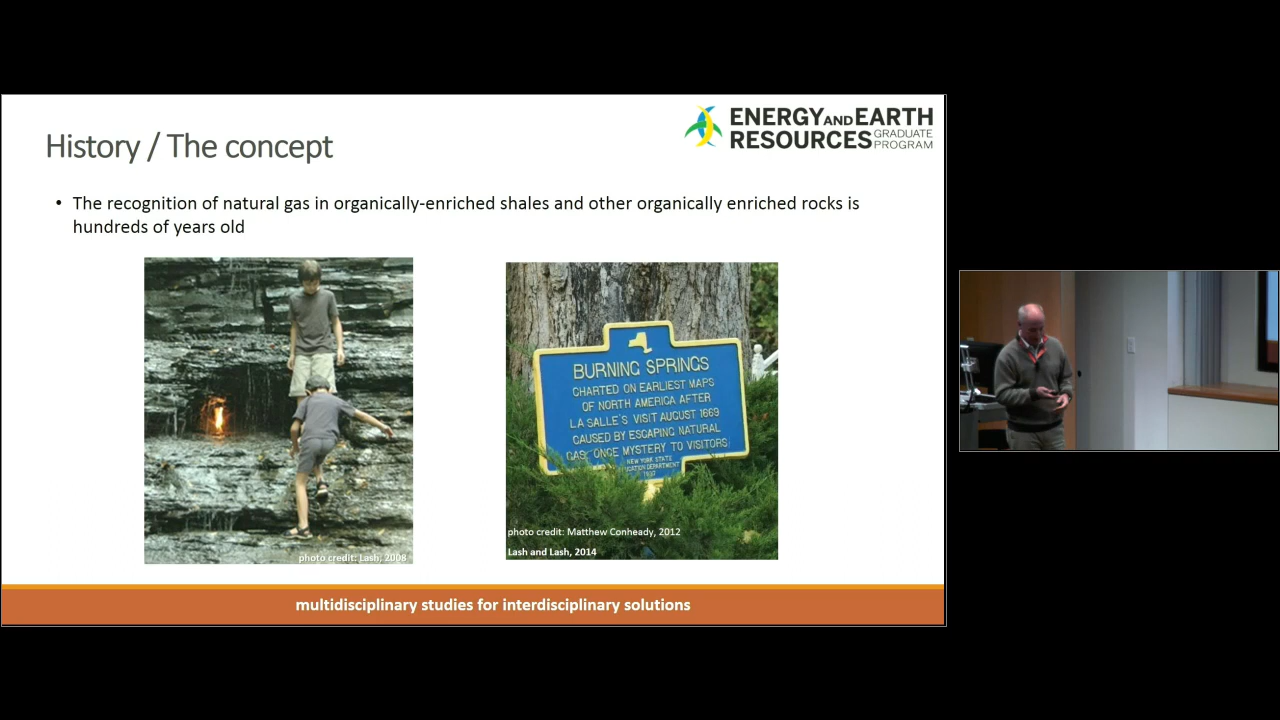 History / The concept
ENERGY AND EARTH
RESOURCES GRADUATE
PROGRAM
• The recognition of natural gas in organically-enriched shales and other organically enriched rocks is
hundreds of years old
photo credit: Lash, 2008
BURNING SPRINGS
CHARTED ON EARLIEST MAPS
OF NORTH AMERICA AFTER
LA SALLE'S VISIT AUGUST 1669
CAUSED BY ESCAPING NATURAL
GAS, ONCE MYSTERY TO VISITORS
NEW YORK STATE
EDUCATION DEPARTMENT
photo credit: Matthew Conheady, 2012
Lash and Lash, 2014
multidisciplinary studies for interdisciplinary solutions